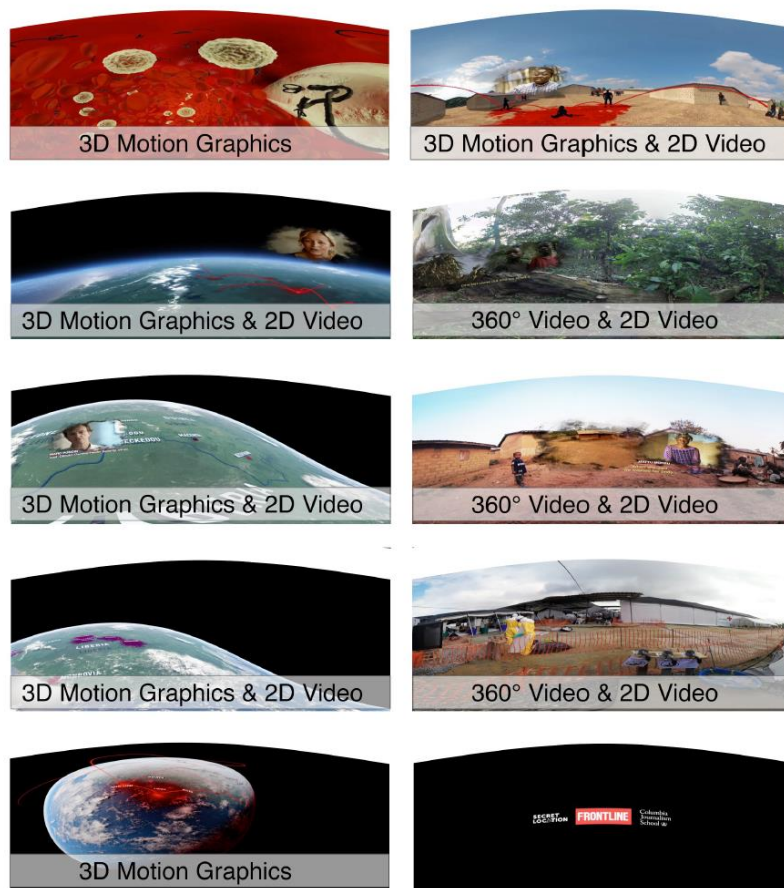 3D Motion Graphics
3D Motion Graphics & 2D Video
3D Motion Graphics & 2D Video
360° Video & 2D Video
GUECKEDOU
3D Motion Graphics & 2D Video
360° Video & 2D Video
LIBERIA
MONROVIA
3D Motion Graphics & 2D Video
360° Video & 2D Video
3D Motion Graphics
SECRET
LOCATION
FRONTLINE
Columbia
Journalism
School